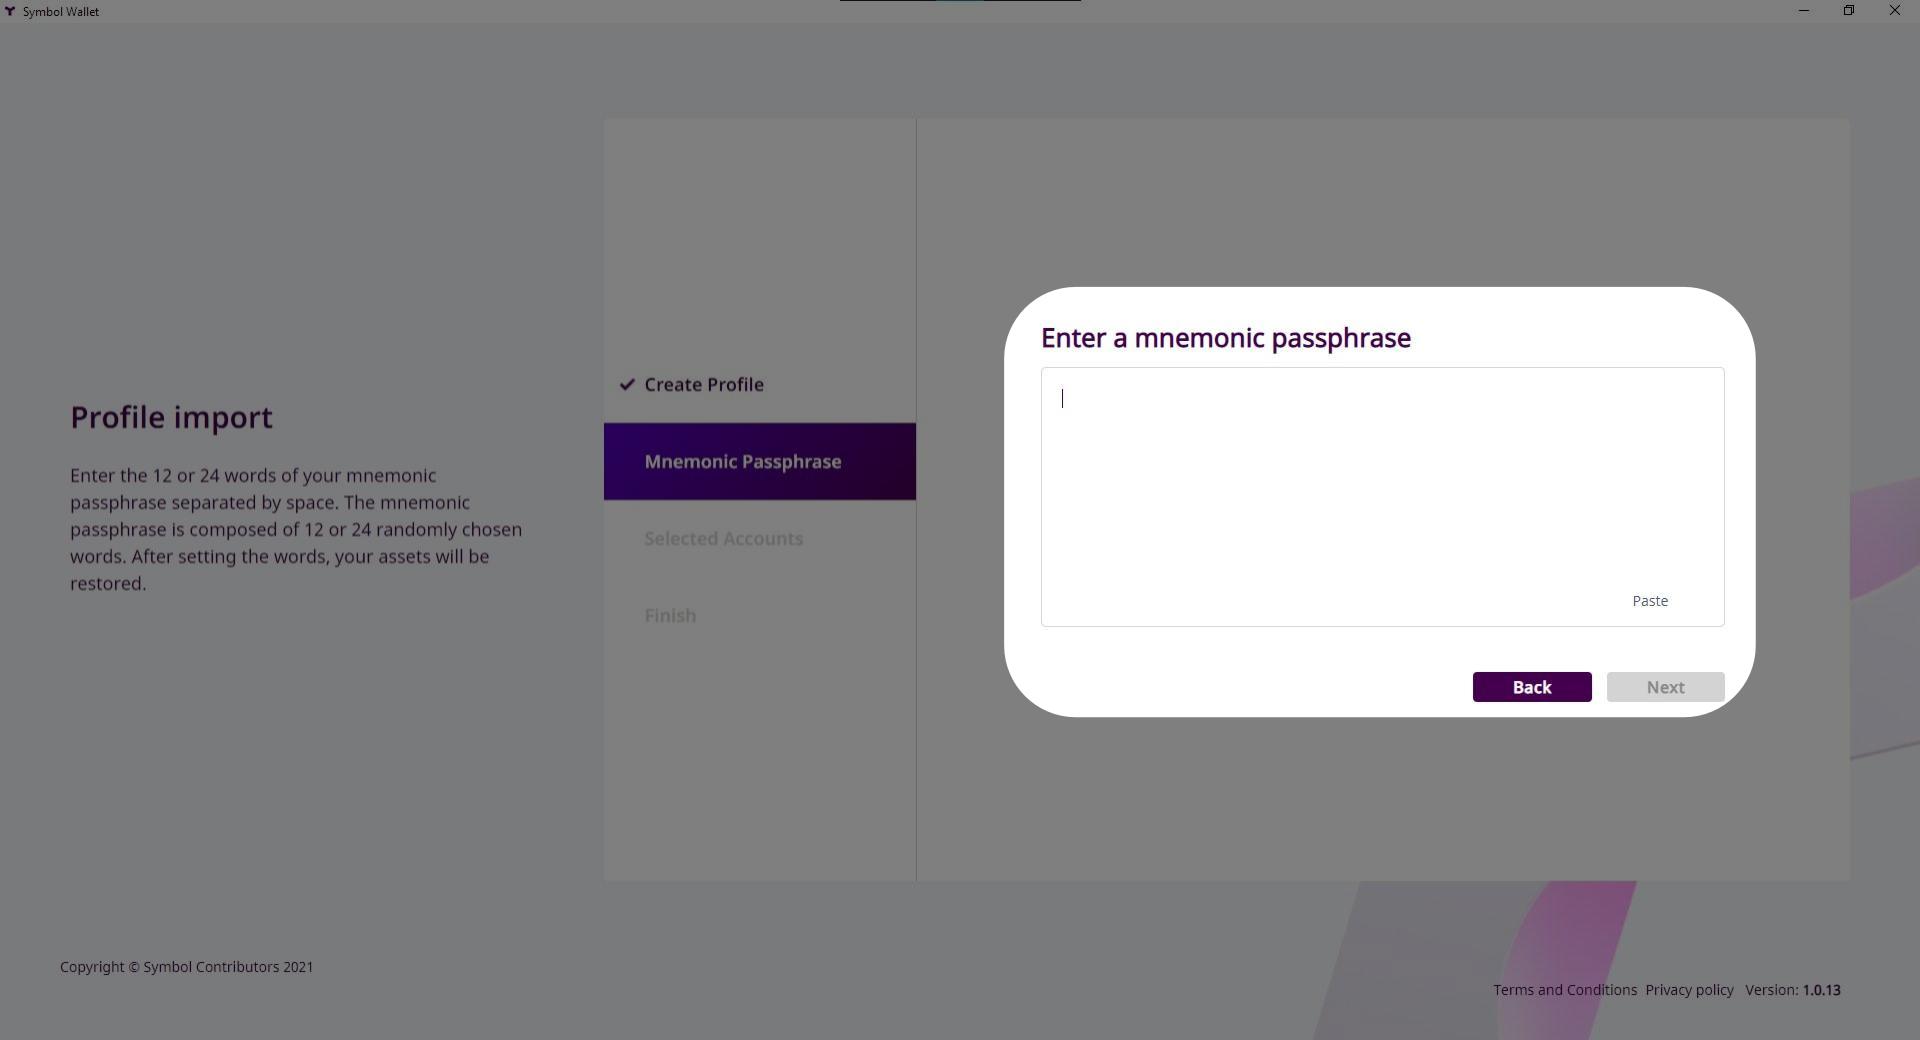 Symbol Wallet
Profile import
Enter the 12 or 24 words of your mnemonic
passphrase separated by space. The mnemonic
passphrase is composed of 12 or 24 randomly chosen
words. After setting the words, your assets will be
restored.
Create Profile
Mnemonic Passphrase
Selected Accounts
Finish
Enter a mnemonic passphrase
Paste
Back Next
Copyright © Symbol Contributors 2021
Terms and Conditions Privacy policy Version: 1.0.13